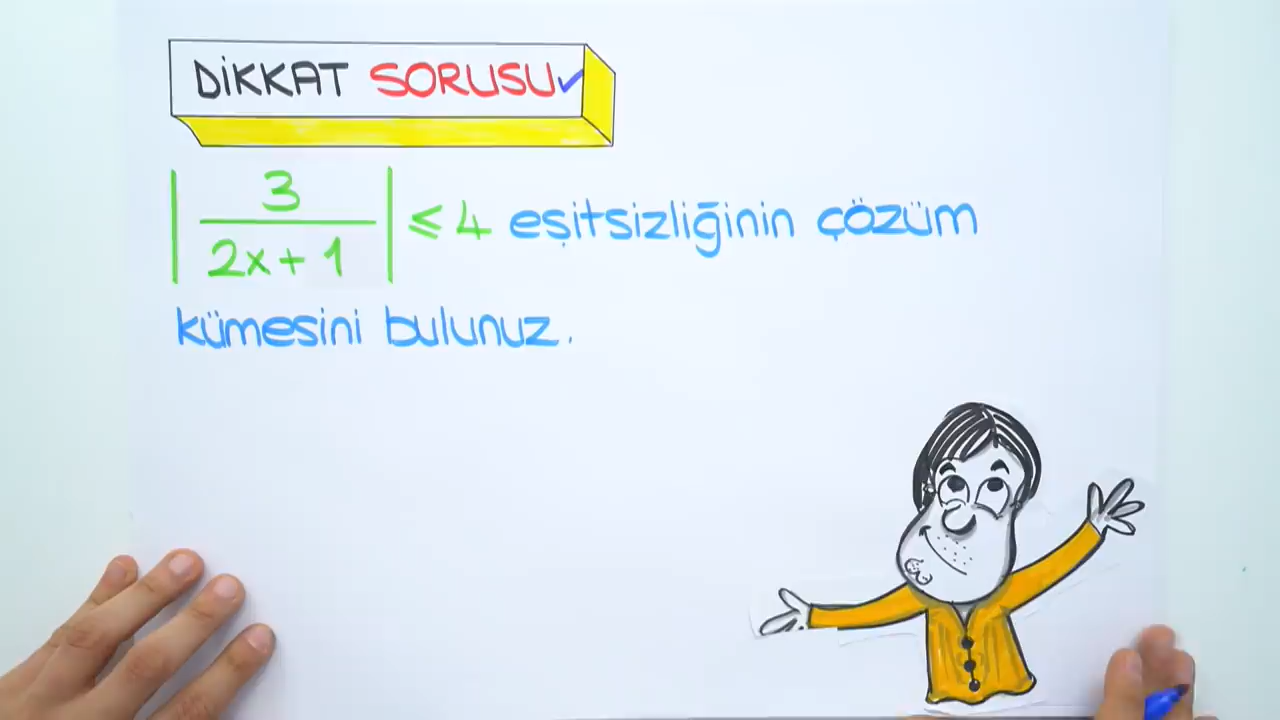 DİKKAT SORUSU
| 3 / 2x+1 | ≤ 4 eşitsizliğinin çözüm
kümesini bulunuz.